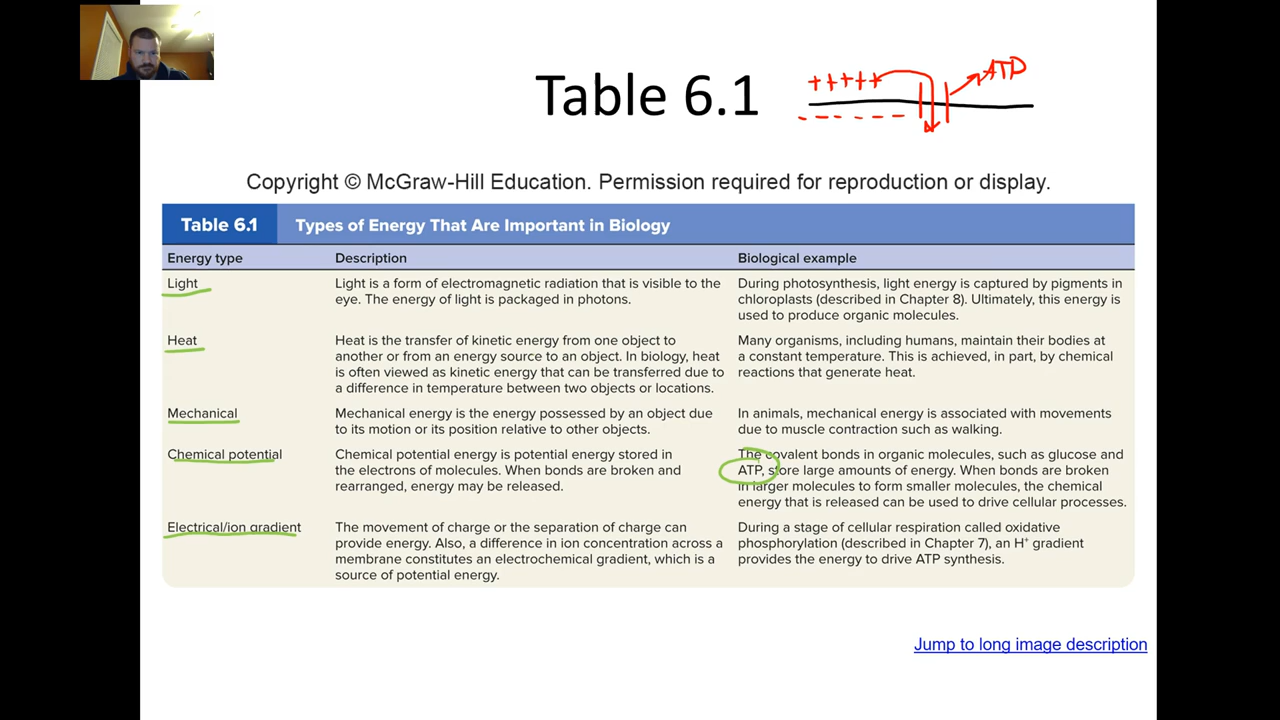 Table 6.1
+++++
ATP
Copyright © McGraw-Hill Education. Permission required for reproduction or display.
Table 6.1 Types of Energy That Are Important in Biology
Energy type Description Biological example
Light Light is a form of electromagnetic radiation that is visible to the During photosynthesis, light energy is captured by pigments in
eye. The energy of light is packaged in photons. chloroplasts (described in Chapter 8). Ultimately, this energy is
used to produce organic molecules.
Heat Heat is the transfer of kinetic energy from one object to Many organisms, including humans, maintain their bodies at
another or from an energy source to an object. In biology, heat a constant temperature. This is achieved, in part, by chemical
is often viewed as kinetic energy that can be transferred due to reactions that generate heat.
a difference in temperature between two objects or locations.
Mechanical Mechanical energy is the energy possessed by an object due In animals, mechanical energy is associated with movements
to its motion or its position relative to other objects. due to muscle contraction such as walking.
Chemical potential Chemical potential energy is potential energy stored in The covalent bonds in organic molecules, such as glucose and
the electrons of molecules. When bonds are broken and ATP, store large amounts of energy. When bonds are broken
rearranged, energy may be released. in larger molecules to form smaller molecules, the chemical
energy that is released can be used to drive cellular processes.
Electrical/ion gradient The movement of charge or the separation of charge can During a stage of cellular respiration called oxidative
provide energy. Also, a difference in ion concentration across a phosphorylation (described in Chapter 7), an H⁺ gradient
membrane constitutes an electrochemical gradient, which is a provides the energy to drive ATP synthesis.
source of potential energy.
Jump to long image description